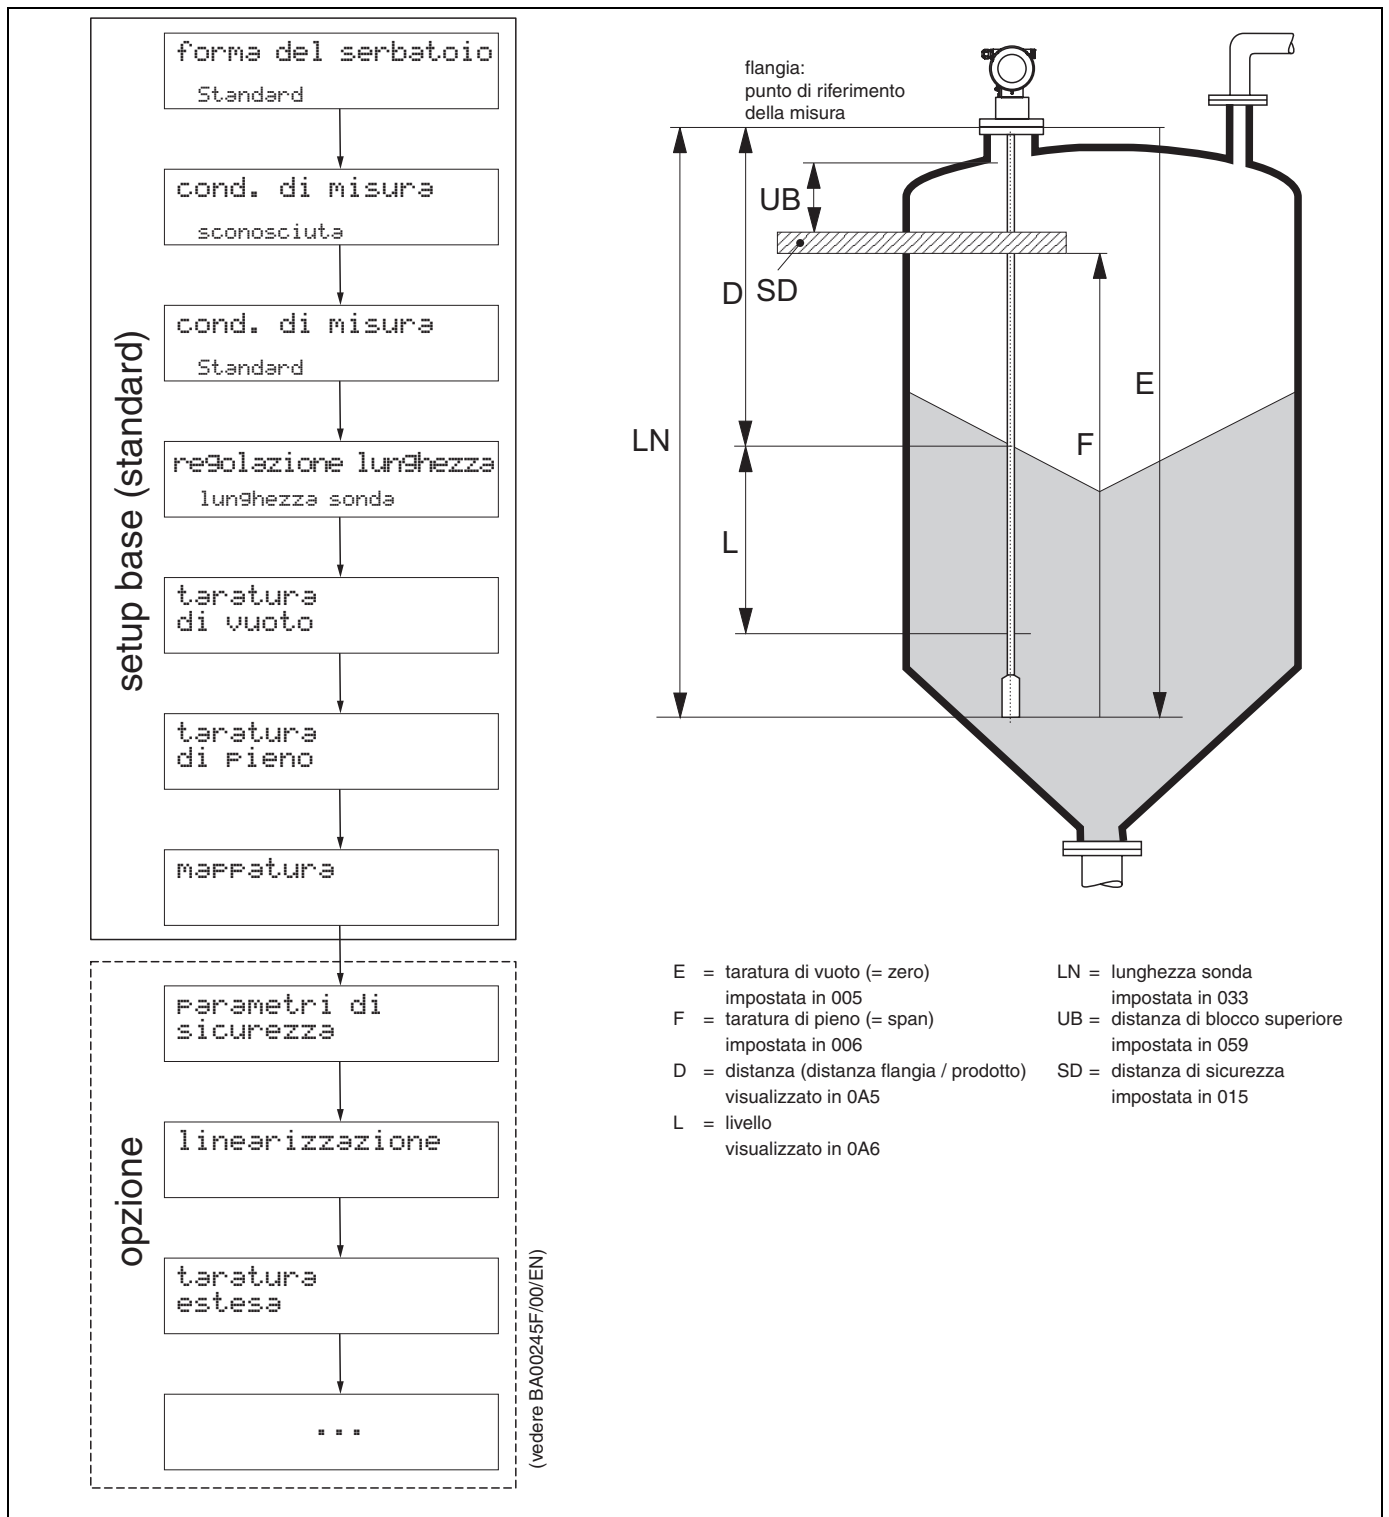 setup base (standard)
forma del serbatoio
Standard
cond. di misura
sconosciuta
cond. di misura
Standard
regolazione lunghezza
lunghezza sonda
taratura
di vuoto
taratura
di pieno
mappatura
opzione
parametri di
sicurezza
linearizzazione
taratura
estesa
...
(vedere BA00245F/00/EN)
flangia:
punto di riferimento
della misura
UB
D
SD
E
LN
F
L
E = taratura di vuoto (= zero)
impostata in 005
F = taratura di pieno (= span)
impostata in 006
D = distanza (distanza flangia / prodotto)
visualizzato in 0A5
L = livello
visualizzato in 0A6
LN = lunghezza sonda
impostata in 033
UB = distanza di blocco superiore
impostata in 059
SD = distanza di sicurezza
impostata in 015